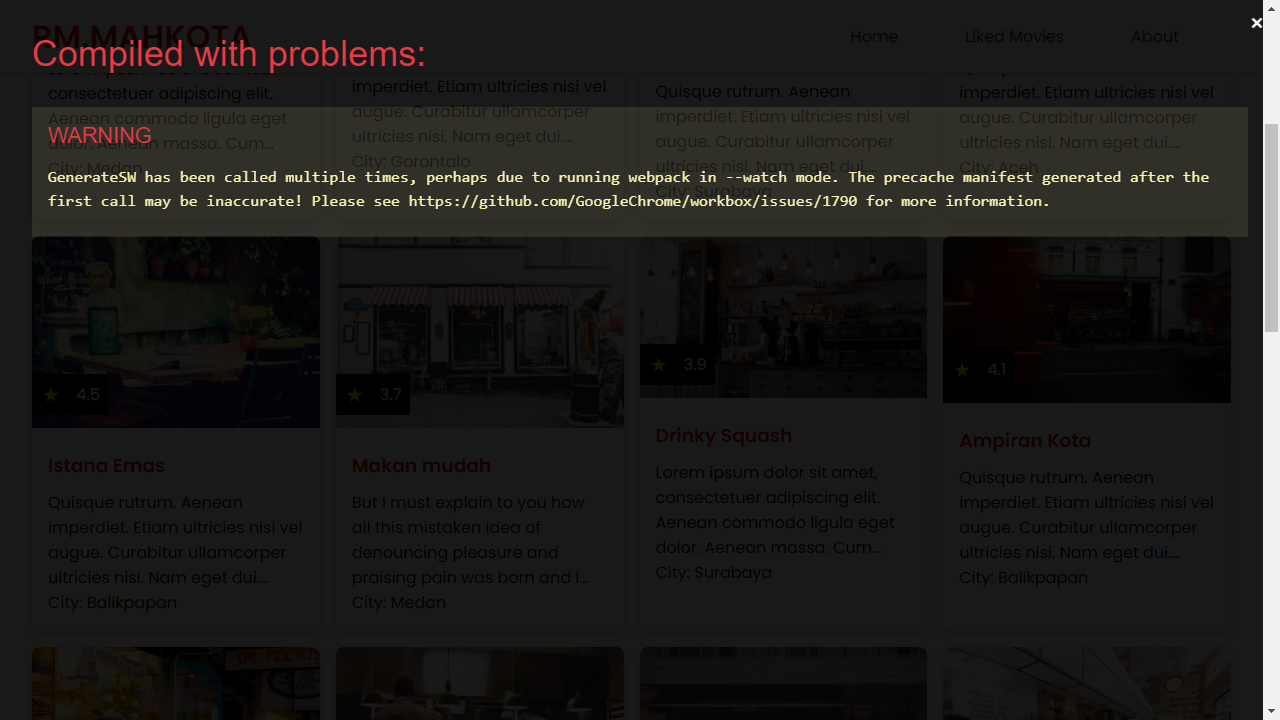 RM.MAHKOTA
Home
Liked Movies
About
Compiled with problems:
consectetuer adipiscing elit.
Aenean commodo ligula eget
dolor. Aenean massa. Cum...
City: Medan
imperdiet. Etiam ultricies nisi vel
augue. Curabitur ullamcorper
ultricies nisi. Nam eget dui....
City: Gorontalo
Quisque rutrum. Aenean
imperdiet. Etiam ultricies nisi vel
augue. Curabitur ullamcorper
ultricies nisi. Nam eget dui....
City: Surabaya
imperdiet. Etiam ultricies nisi vel
augue. Curabitur ullamcorper
ultricies nisi. Nam eget dui....
City: Aceh
WARNING
GenerateSW has been called multiple times, perhaps due to running webpack in --watch mode. The precache manifest generated after the
first call may be inaccurate! Please see https://github.com/GoogleChrome/workbox/issues/1790 for more information.
★ 4.5
Istana Emas
Quisque rutrum. Aenean
imperdiet. Etiam ultricies nisi vel
augue. Curabitur ullamcorper
ultricies nisi. Nam eget dui....
City: Balikpapan
★ 3.7
Makan mudah
But I must explain to you how
all this mistaken idea of
denouncing pleasure and
praising pain was born and I...
City: Medan
★ 3.9
Drinky Squash
Lorem ipsum dolor sit amet,
consectetuer adipiscing elit.
Aenean commodo ligula eget
dolor. Aenean massa. Cum...
City: Surabaya
★ 4.1
Ampiran Kota
Quisque rutrum. Aenean
imperdiet. Etiam ultricies nisi vel
augue. Curabitur ullamcorper
ultricies nisi. Nam eget dui....
City: Balikpapan